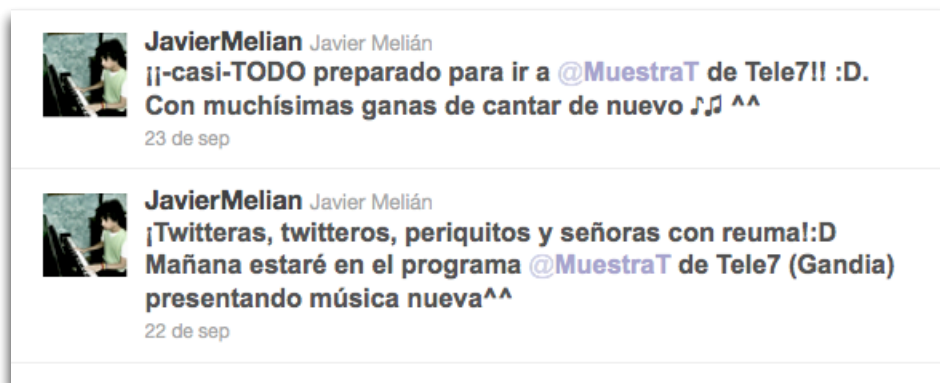 JavierMelian Javier Melián
¡¡-casi-TODO preparado para ir a @MuestraT de Tele7!! :D.
Con muchísimas ganas de cantar de nuevo ♪♫ ^^
23 de sep
JavierMelian Javier Melián
¡Twitteras, twitteros, periquitos y señoras con reuma!:D
Mañana estaré en el programa @MuestraT de Tele7 (Gandia)
presentando música nueva^^
22 de sep